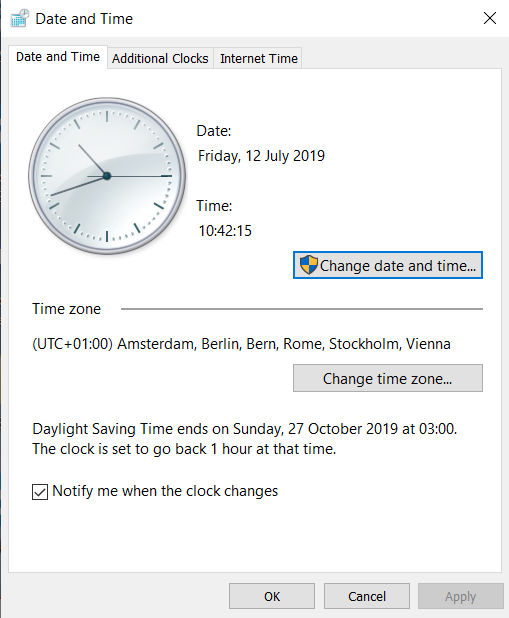 Date and Time
Date and Time
Additional Clocks
Internet Time
Date:
Friday, 12 July 2019
Time:
10:42:15
Change date and time...
Time zone
(UTC+01:00) Amsterdam, Berlin, Bern, Rome, Stockholm, Vienna
Change time zone...
Daylight Saving Time ends on Sunday, 27 October 2019 at 03:00.
The clock is set to go back 1 hour at that time.
Notify me when the clock changes
OK
Cancel
Apply